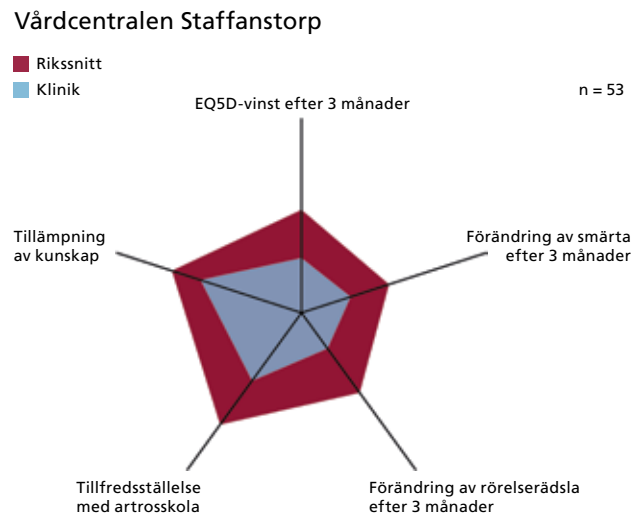 Vårdcentralen Staffanstorp
Rikssnitt
Klinik
n = 53
EQ5D-vinst efter 3 månader
Tillämpning
av kunskap
Förändring av smärta
efter 3 månader
Tillfredsställelse
med artrosskola
Förändring av rörelserädsla
efter 3 månader